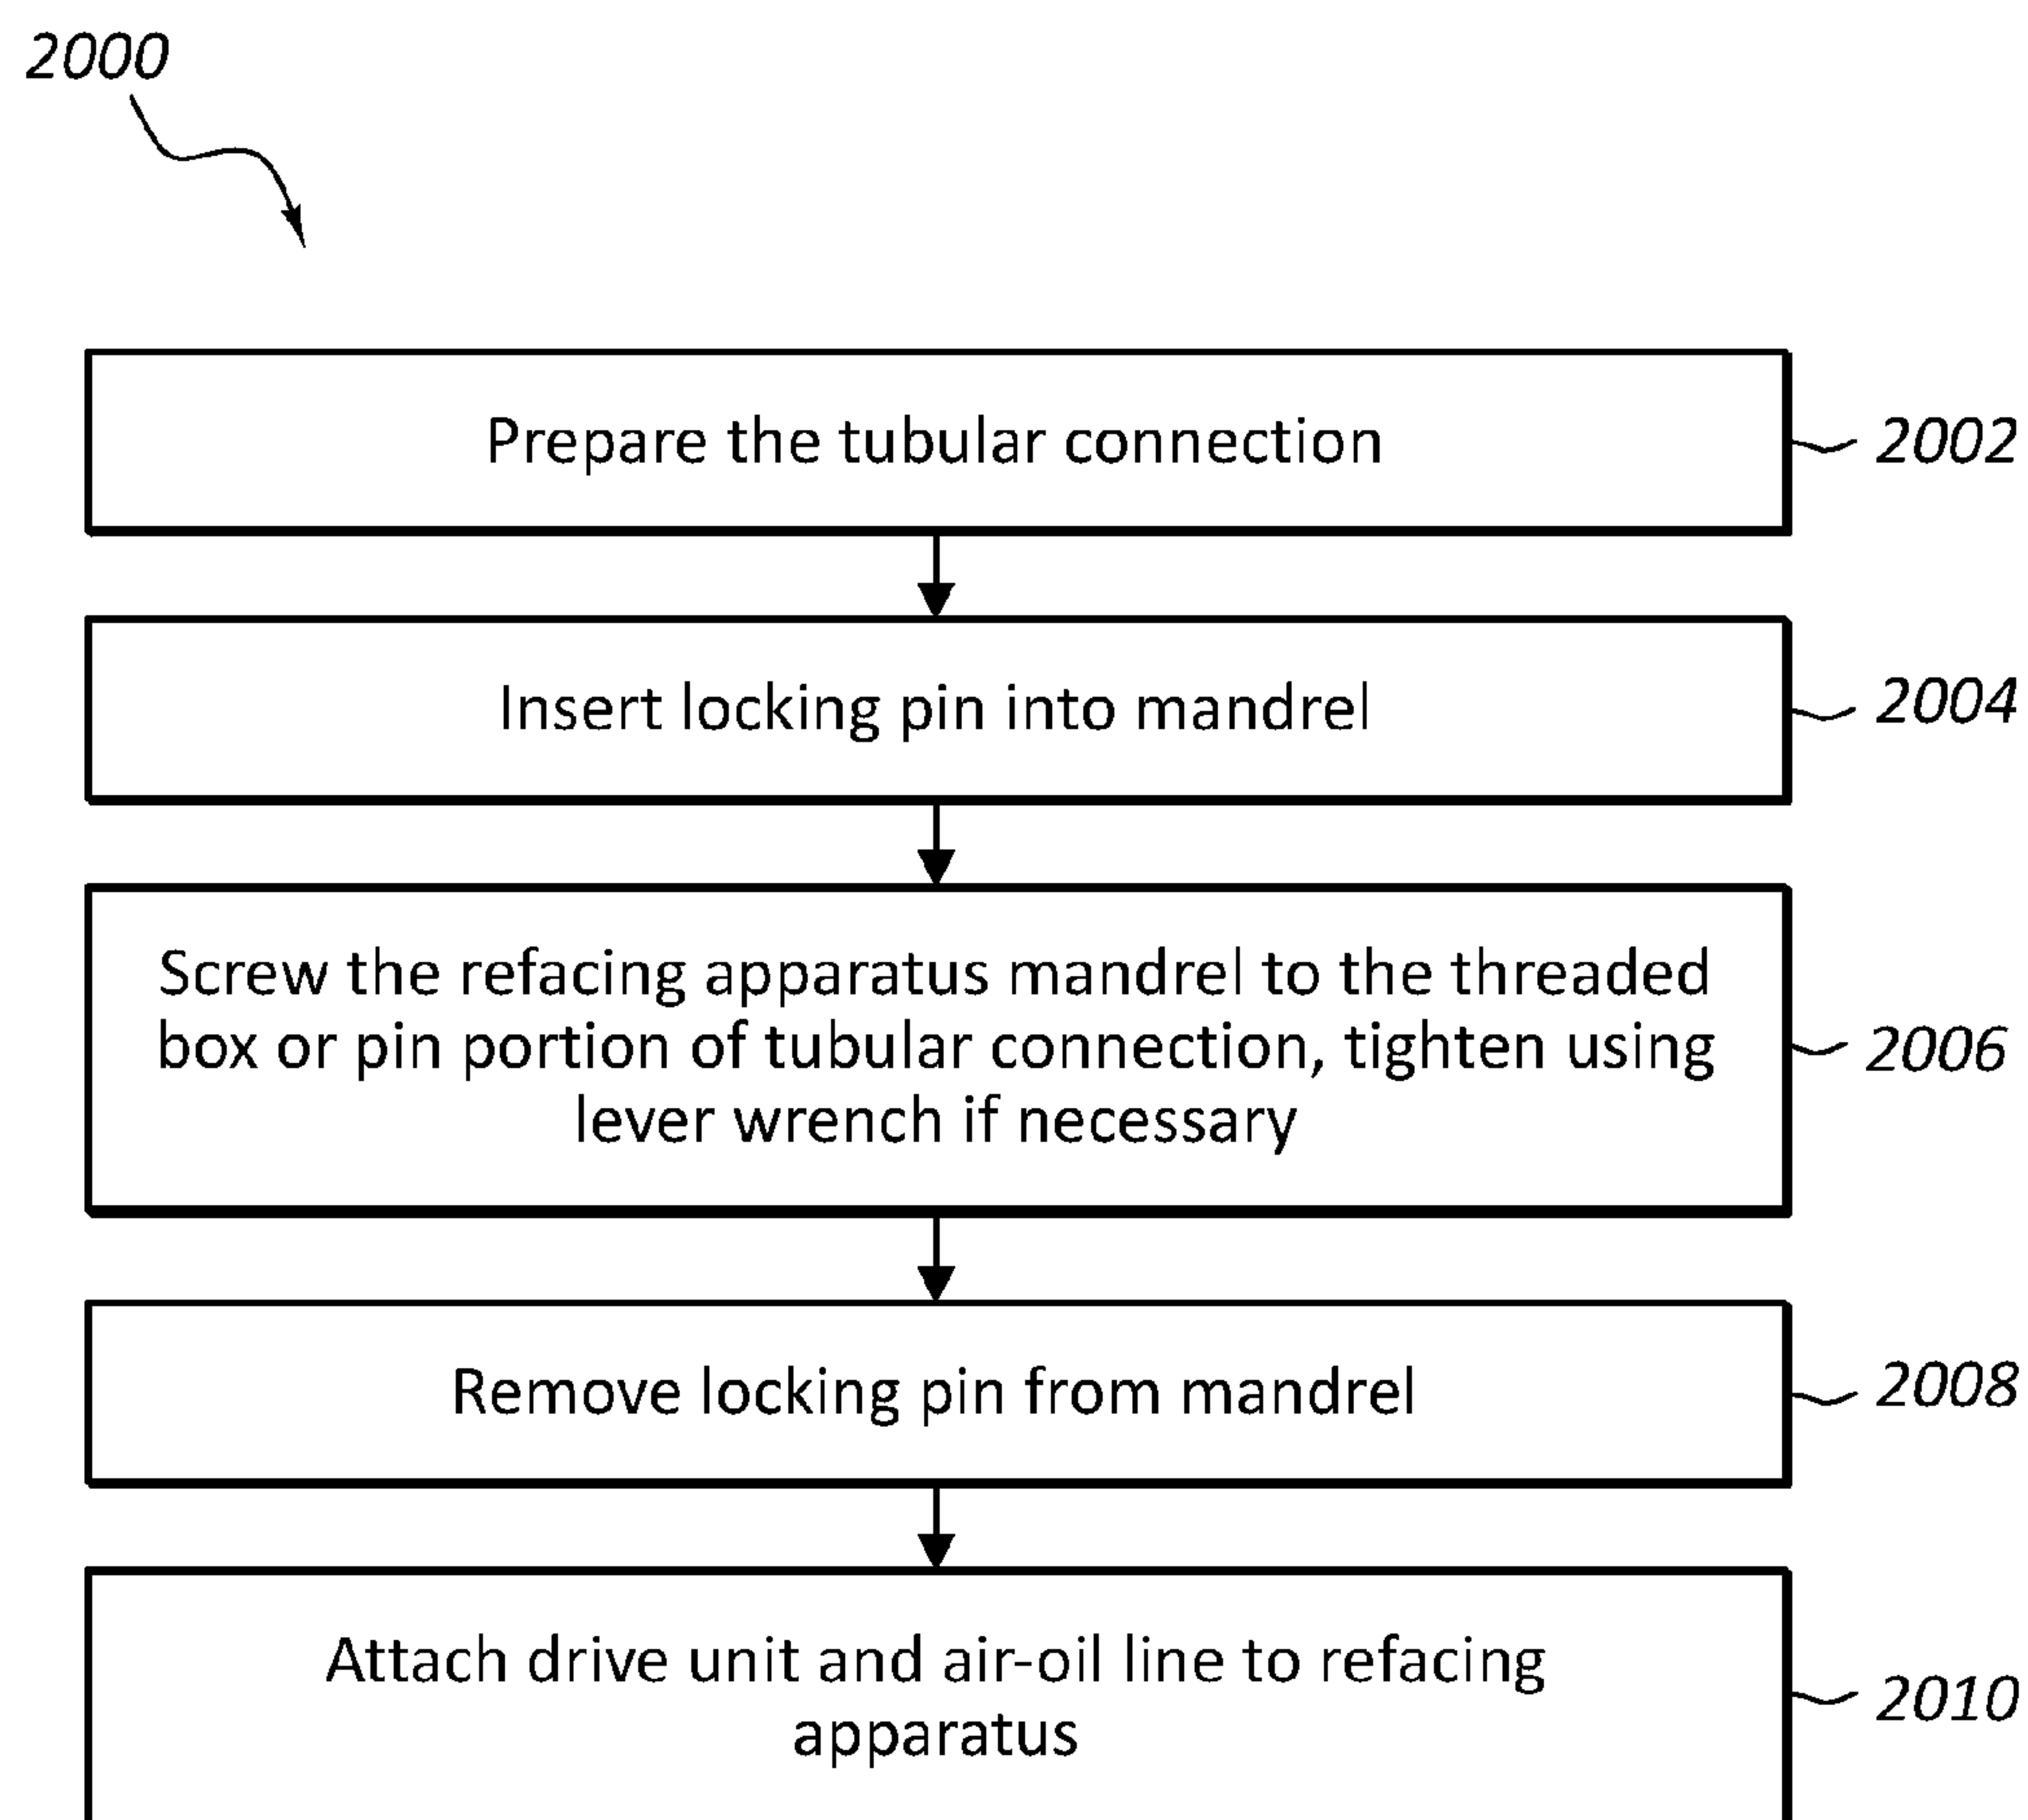 2000
Prepare the tubular connection
2002
Insert locking pin into mandrel
2004
Screw the refacing apparatus mandrel to the threaded
box or pin portion of tubular connection, tighten using
lever wrench if necessary
2006
Remove locking pin from mandrel
2008
Attach drive unit and air-oil line to refacing
apparatus
2010